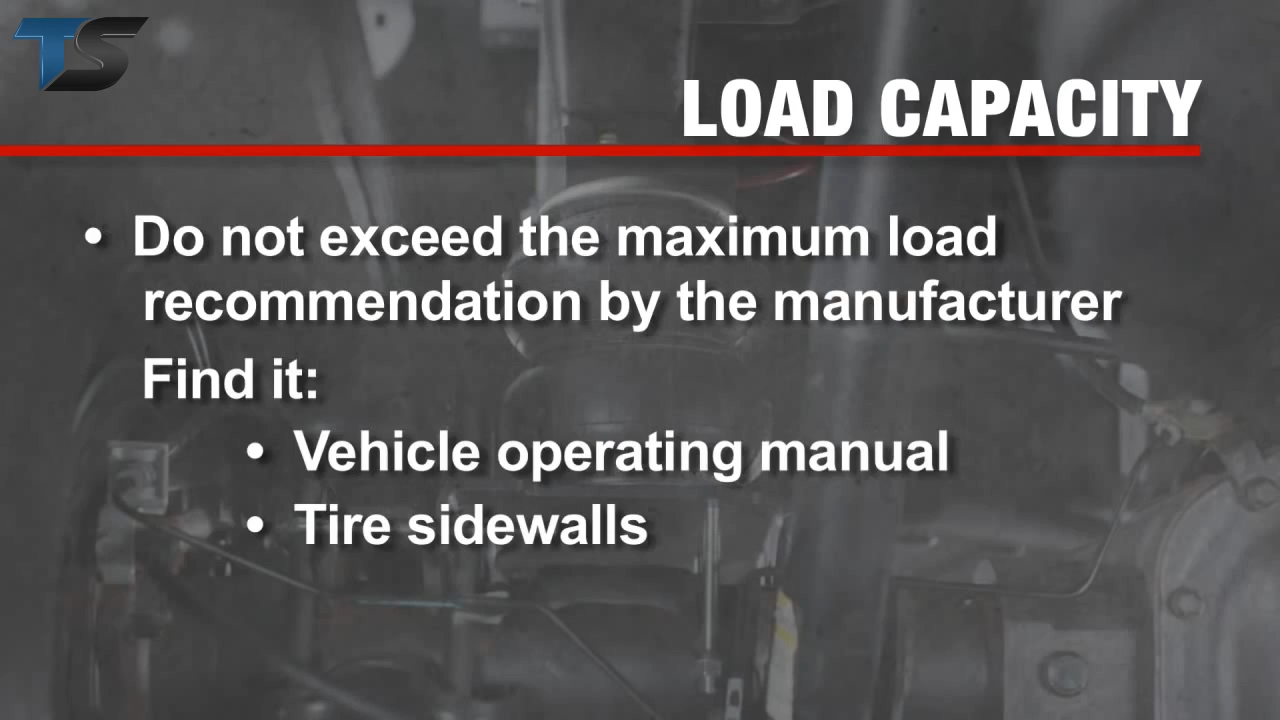 TS
LOAD CAPACITY
• Do not exceed the maximum load
recommendation by the manufacturer
Find it:
• Vehicle operating manual
• Tire sidewalls